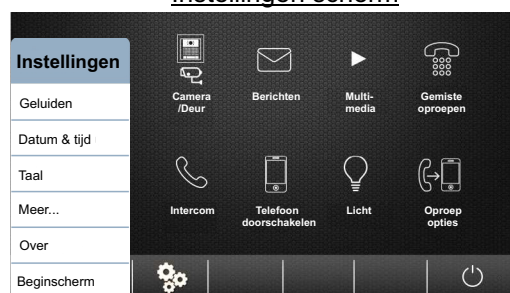 Instellingen scherm
Instellingen
Geluiden
Datum & tijd
Taal
Meer...
Over
Beginscherm
Camera
/Deur
Berichten
Multi-
media
Gemiste
oproepen
Intercom
Telefoon
doorschakelen
Licht
Oproep
opties